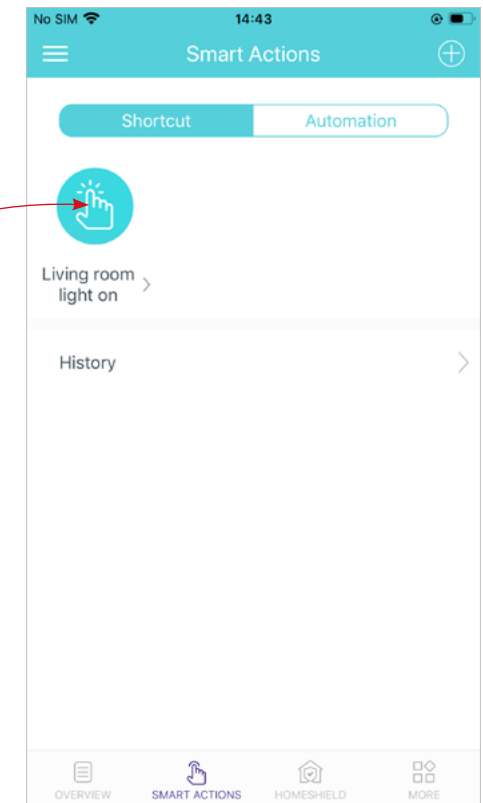 No SIM 14:43
Smart Actions
Shortcut Automation
Living room
light on
History
OVERVIEW SMART ACTIONS HOMESHIELD MORE